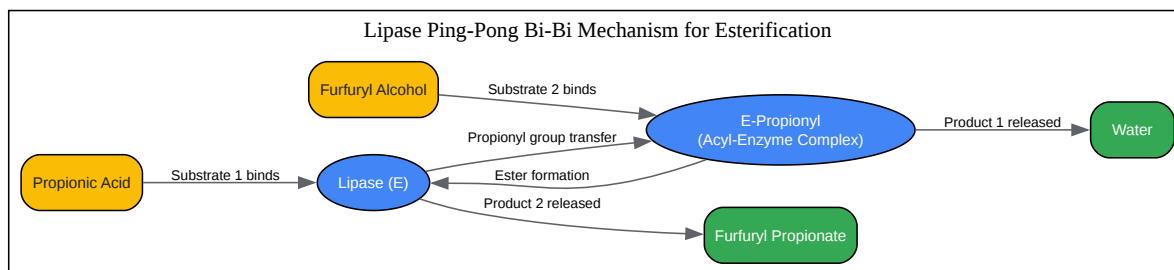 Lipase Ping-Pong Bi-Bi Mechanism for Esterification
Furfuryl Alcohol
Substrate 2 binds
E-Propionyl
(Acyl-Enzyme Complex)
Product 1 released
Water
Propionyl group transfer
Propionic Acid
Substrate 1 binds
Lipase (E)
Ester formation
Product 2 released
Furfuryl Propionate